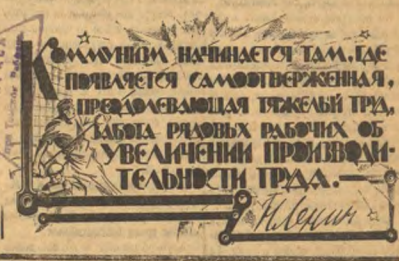 КОММУНИЗМ НАЧИНАЕТСЯ ТАМ, ГДЕ
ПОЯВЛЯЕТСЯ САМООТВЕРЖЕННАЯ,
ПРЕОДОЛЕВАЮЩАЯ ТЯЖЕЛЫЙ ТРУД,
ЗАБОТА РЯДОВЫХ РАБОЧИХ ОБ
УВЕЛИЧЕНИИ ПРОИЗВОДИ-
ТЕЛЬНОСТИ ТРУДА.—
Н. Ленин